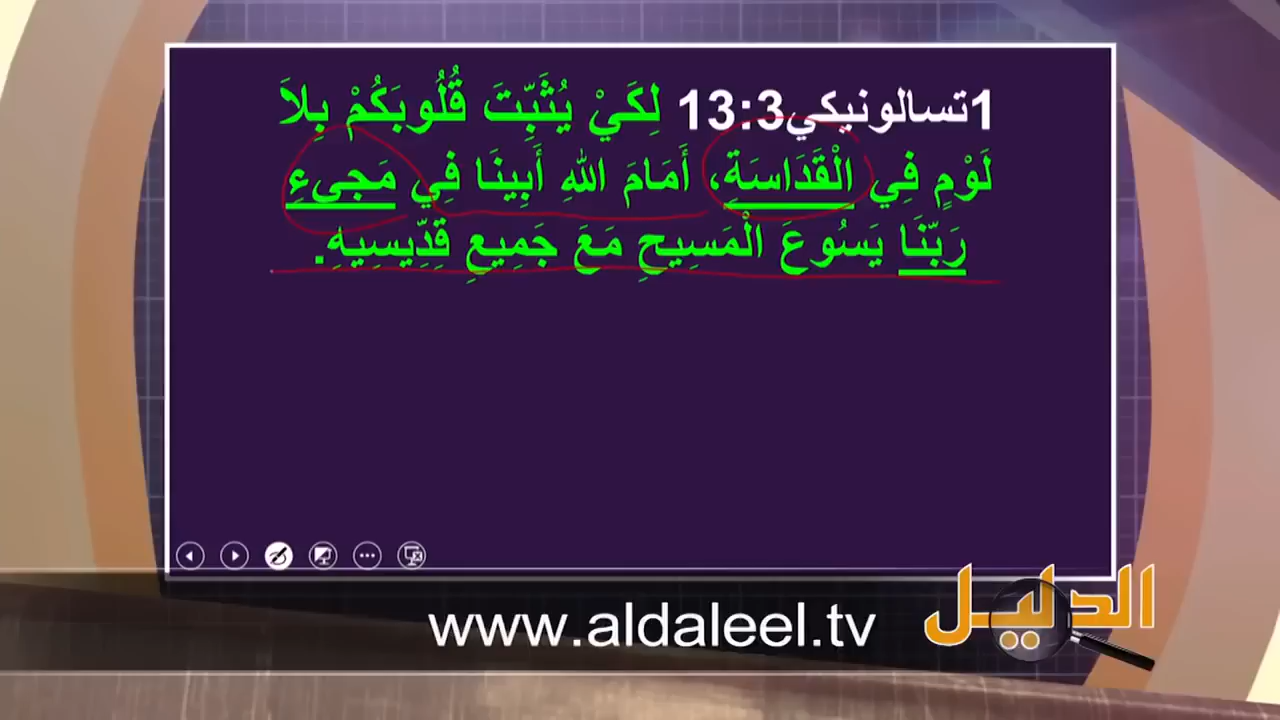 1تسالونيكي13:3 لِكَيْ يُثَبِّتَ قُلُوبَكُمْ بِلاَ
لَوْمٍ فِي الْقَدَاسَةِ، أَمَامَ اللهِ أَبِينَا فِي مَجِيءِ
رَبِّنَا يَسُوعَ الْمَسِيحِ مَعَ جَمِيعِ قِدِّيسِيهِ.
www.aldaleel.tv
الدليل